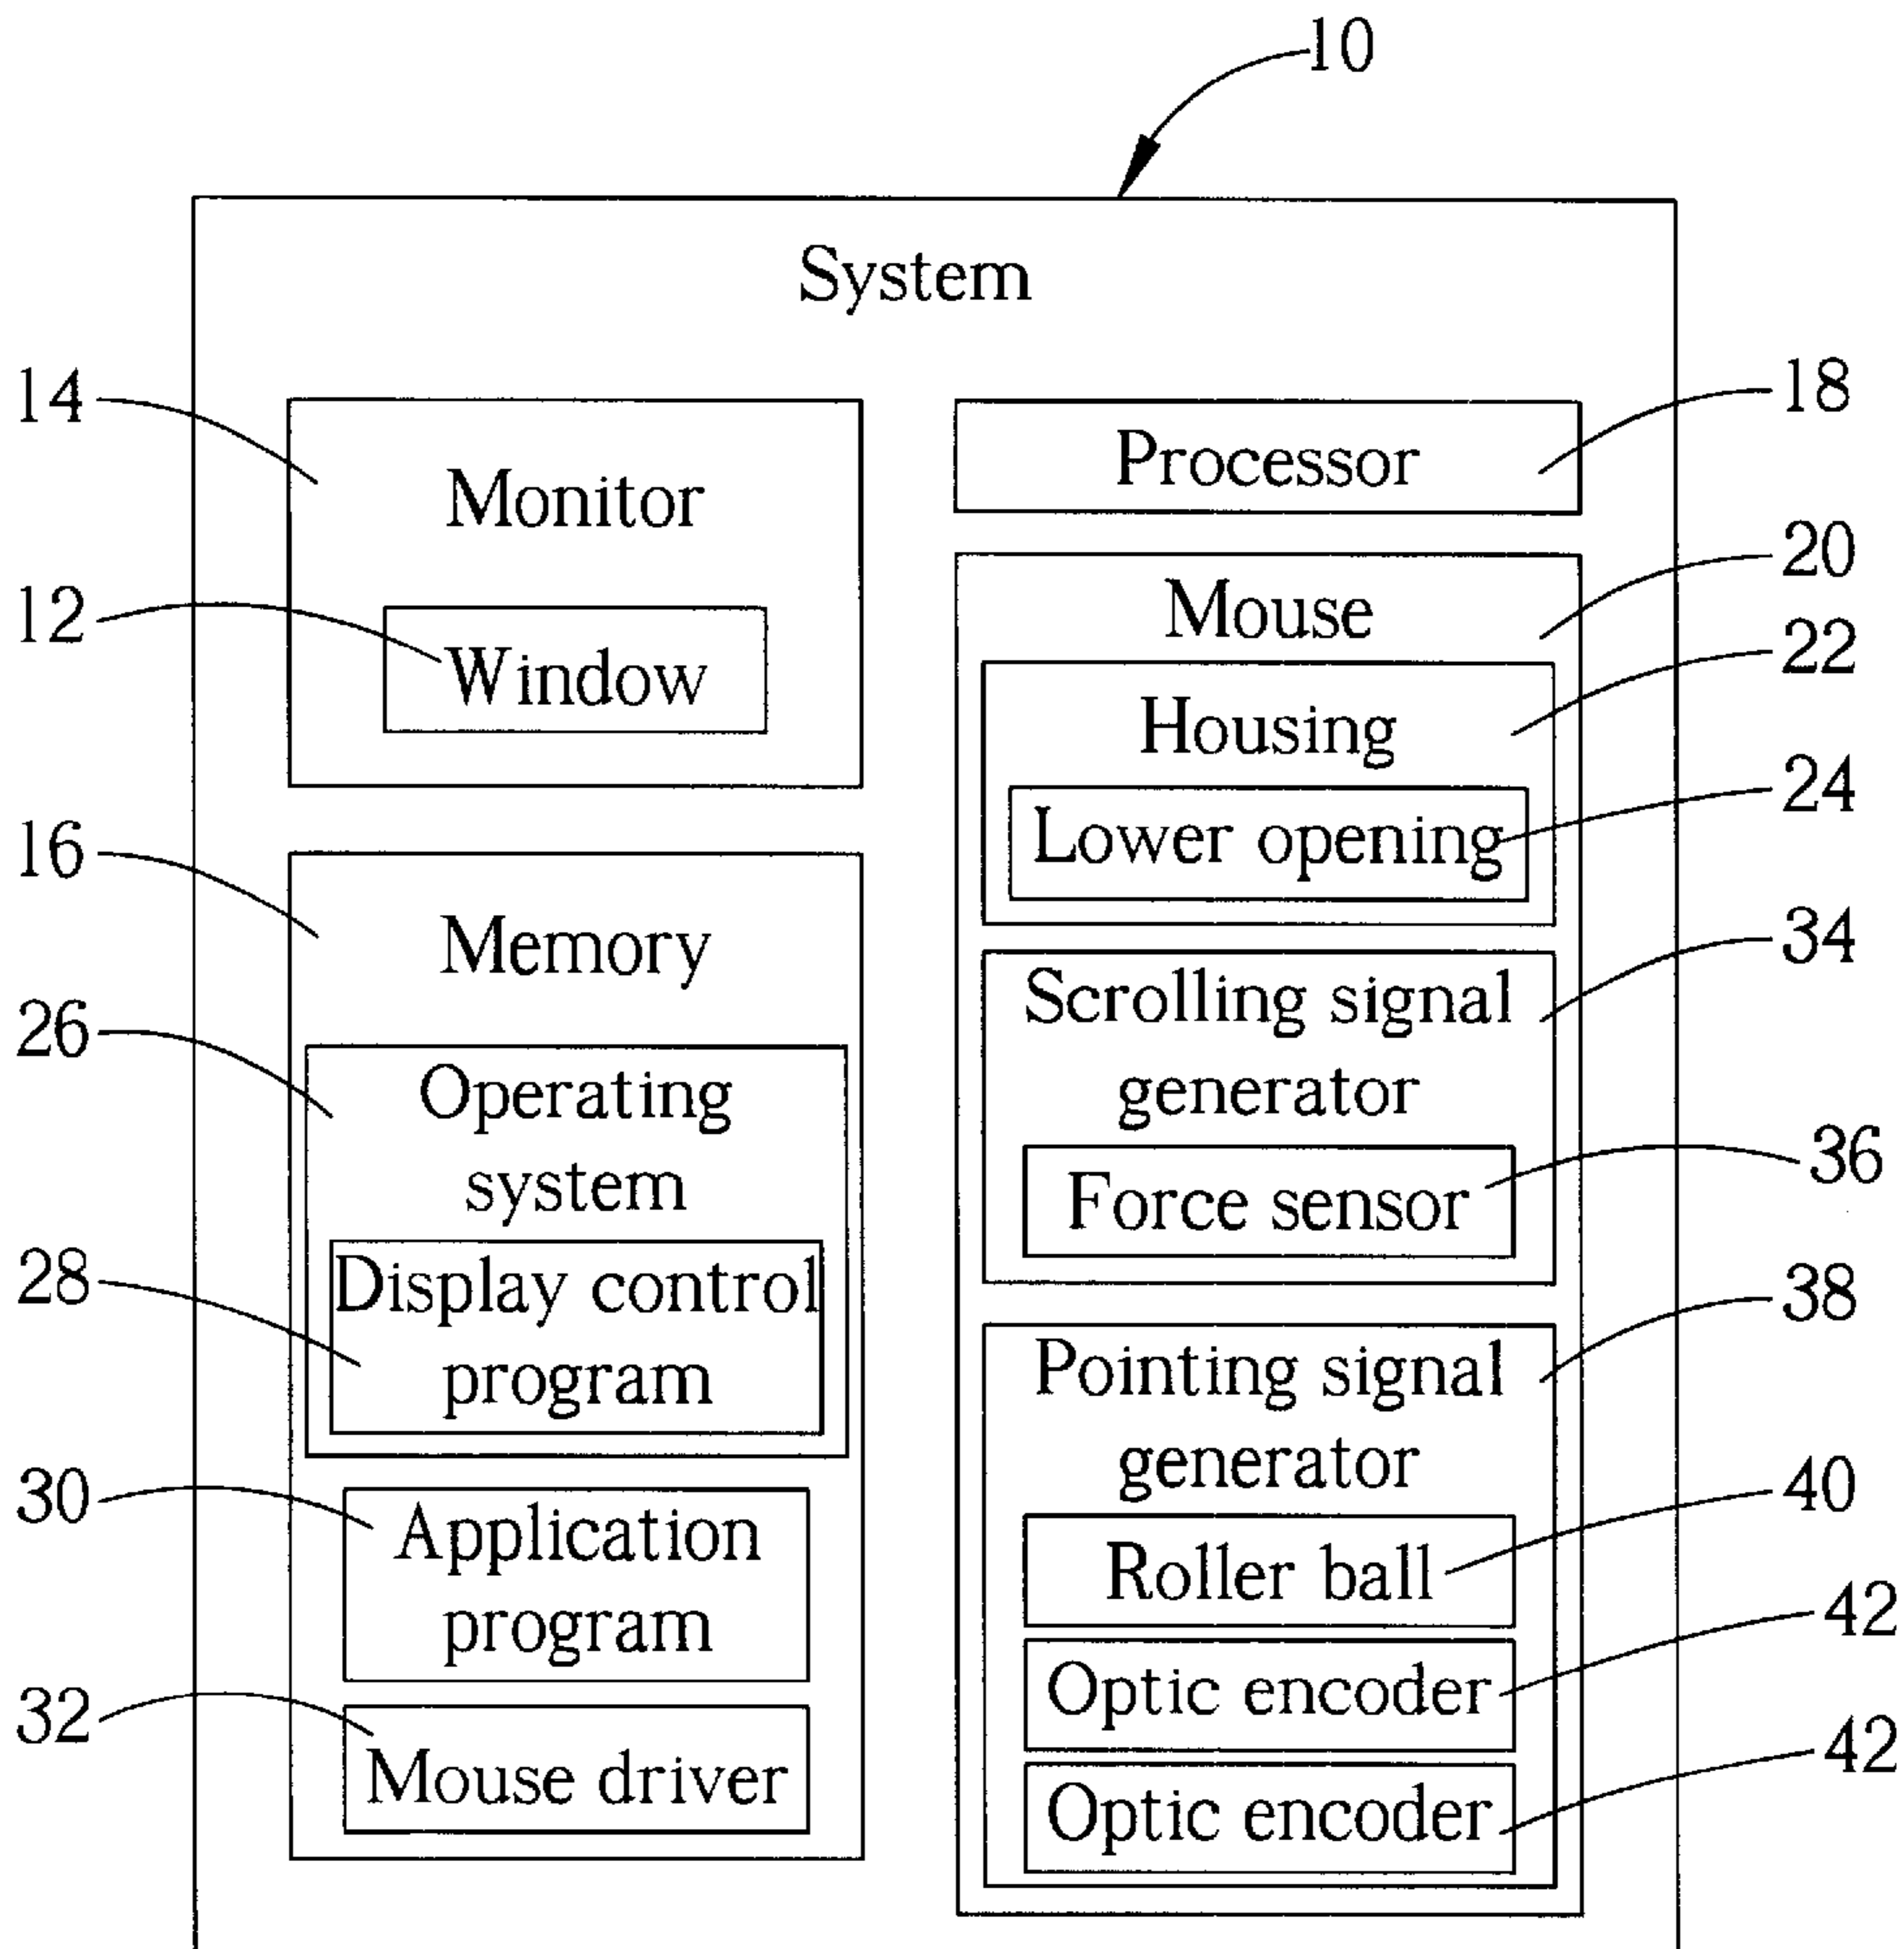 10
System
14
Monitor
12
Window
16
Memory
26
Operating
system
28
Display control
program
30
Application
program
32
Mouse driver
18
Processor
20
Mouse
22
Housing
24
Lower opening
34
Scrolling signal
generator
36
Force sensor
38
Pointing signal
generator
40
Roller ball
42
Optic encoder
42
Optic encoder